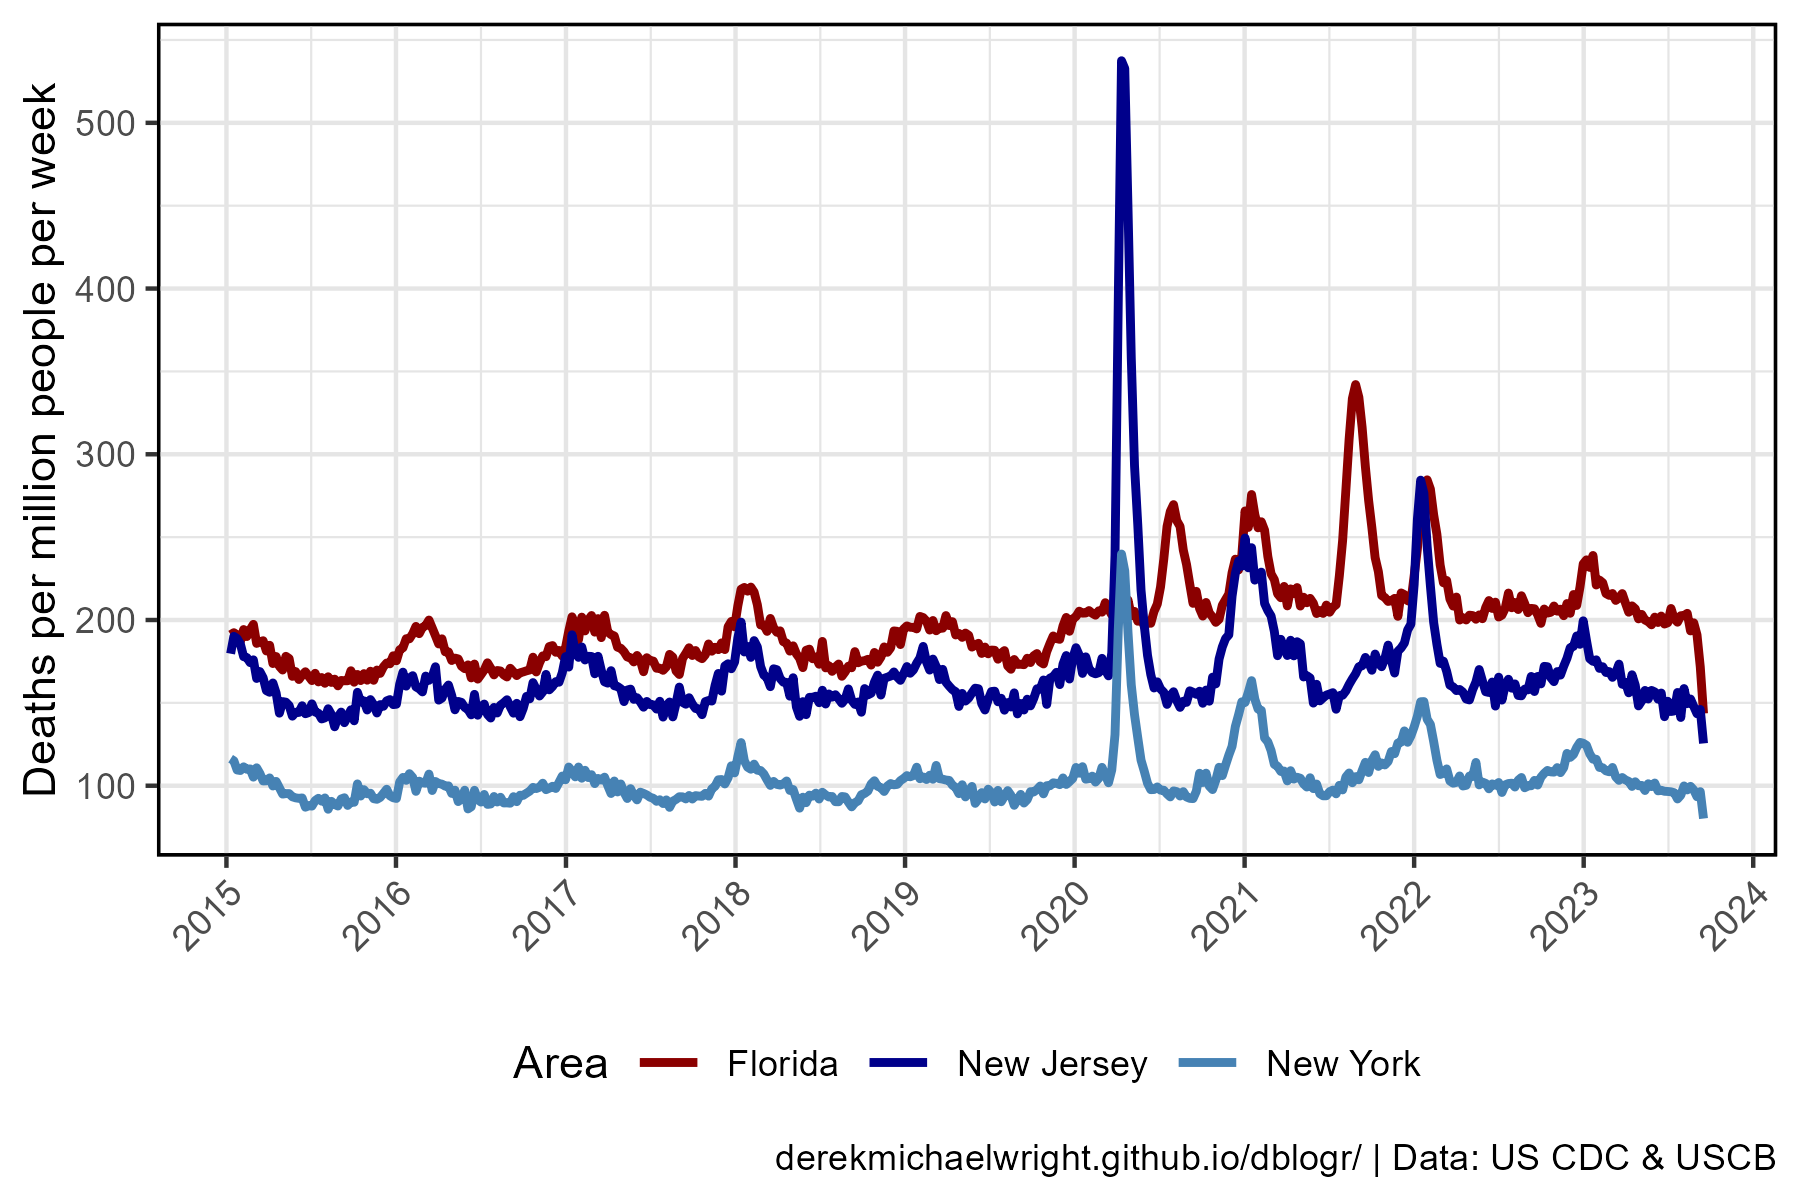 Deaths per million people per week
500
400
300
200
100
2015 2016 2017 2018 2019 2020 2021 2022 2023 2024
Area Florida New Jersey New York
derekmichaelwright.github.io/dblogr/ | Data: US CDC & USCB